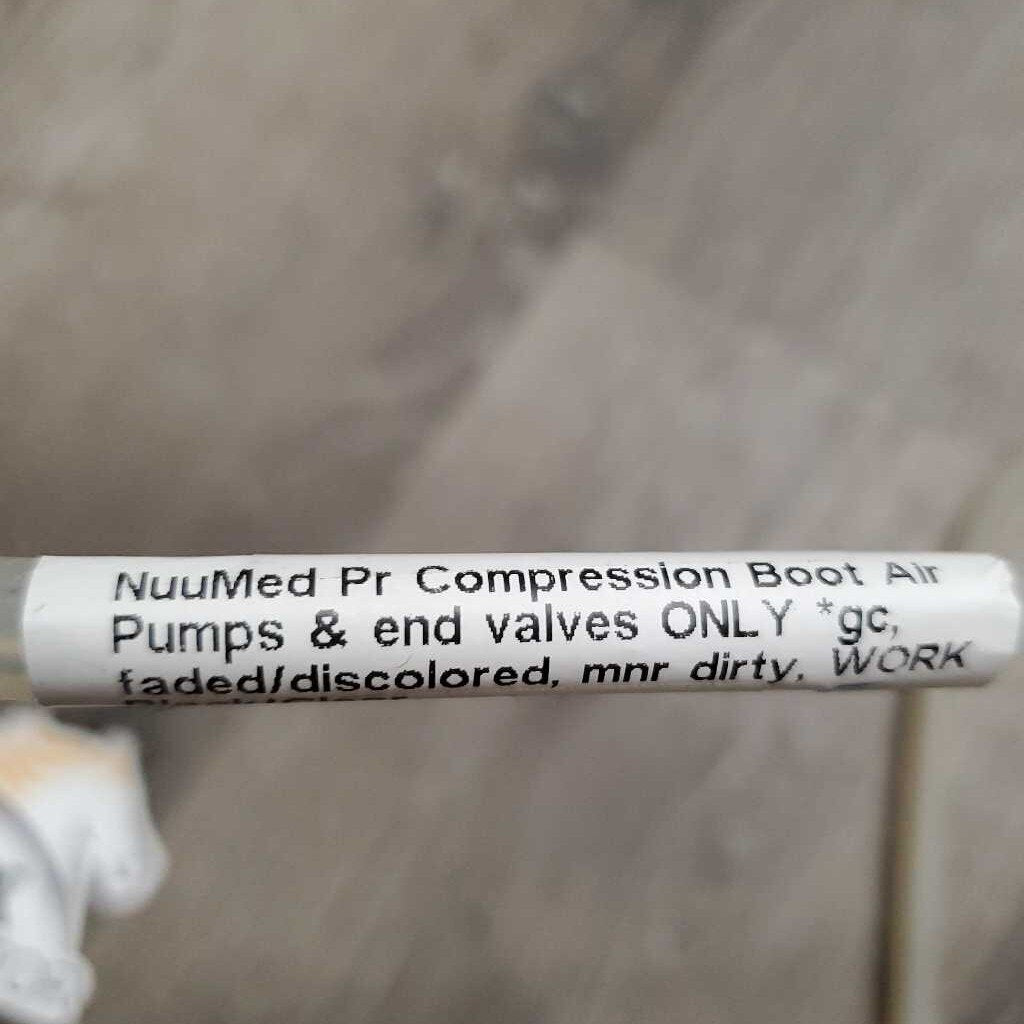 NuuMed Pr Compression Boot Air
Pumps & end valves ONLY *gc,
faded/discolored, mnr dirty, WORK